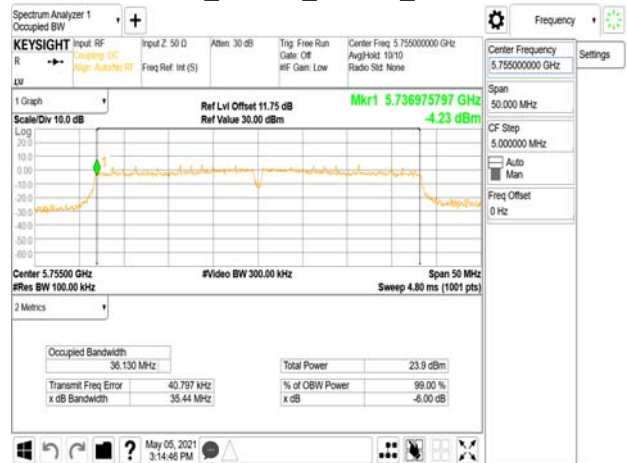 Spectrum Analyzer 1
Occupied BW
Frequency
KEYSIGHT
R
Input: RF
Coupling: DC
Align: Auto/No RF
Input Z: 50 Ω
Freq Ref: Int (S)
Atten: 30 dB
Trig: Free Run
Gate: Off
#IF Gain: Low
Center Freq: 5.755000000 GHz
Avg|Hold: 10/10
Radio Std: None
Center Frequency
5.755000000 GHz
Settings
Span
50.000 MHz
CF Step
5.000000 MHz
Auto
Man
Freq Offset
0 Hz
1 Graph
Scale/Div 10.0 dB
Ref Lvl Offset 11.75 dB
Ref Value 30.00 dBm
Mkr1 5.736975797 GHz
-4.23 dBm
Log
20.0
10.0
0.00
-10.0
-20.0
-30.0
-40.0
-50.0
-60.0
1
Center 5.75500 GHz
#Res BW 100.00 kHz
#Video BW 300.00 kHz
Span 50 MHz
Sweep 4.80 ms (1001 pts)
2 Metrics
Occupied Bandwidth
36.130 MHz
Total Power 23.9 dBm
Transmit Freq Error 40.797 kHz
% of OBW Power 99.00 %
x dB Bandwidth 35.44 MHz
x dB -6.00 dB
May 05, 2021
3:14:46 PM